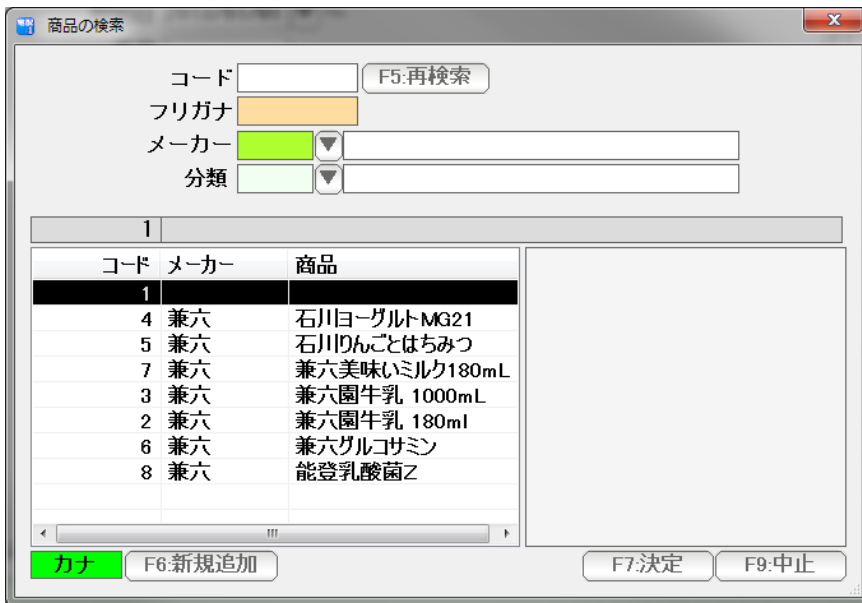 商品の検索
コード F5:再検索
フリガナ
メーカー
分類
1
コード メーカー 商品
1
4 兼六 石川ヨーグルトMG21
5 兼六 石川りんごとはちみつ
7 兼六 兼六美味いミルク180mL
3 兼六 兼六園牛乳 1000mL
2 兼六 兼六園牛乳 180ml
6 兼六 兼六グルコサミン
8 兼六 能登乳酸菌Z
カナ F6:新規追加 F7:決定 F9:中止